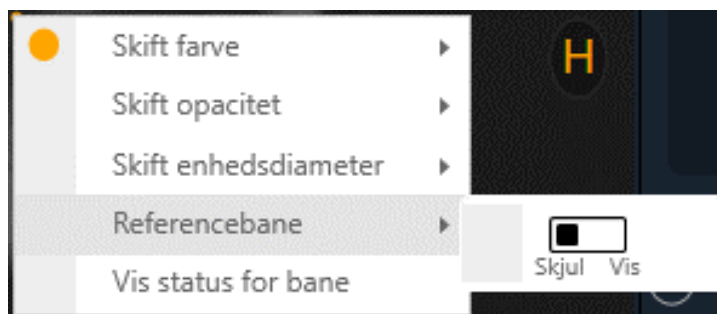 Skift farve
H
Skift opacitet
Skift enhedsdiameter
Referencebane
Skjul Vis
Vis status for bane